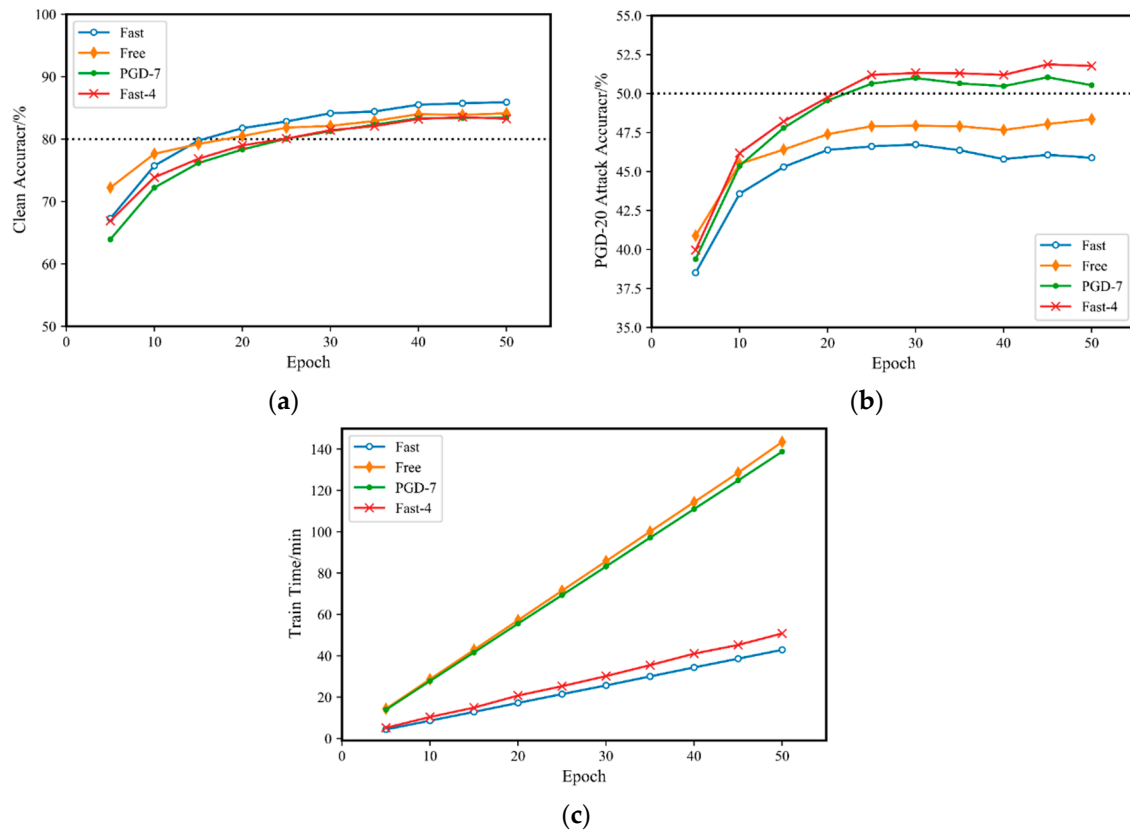 100
90
80
70
60
50
Clean Accuracr/%
0
10
20
30
40
50
Epoch
Fast
Free
PGD-7
Fast-4
(a)
55.0
52.5
50.0
47.5
45.0
42.5
40.0
37.5
35.0
PGD-20 Attack Accuracr/%
0
10
20
30
40
50
Epoch
Fast
Free
PGD-7
Fast-4
(b)
140
120
100
80
60
40
20
0
Train Time/min
0
10
20
30
40
50
Epoch
Fast
Free
PGD-7
Fast-4
(c)